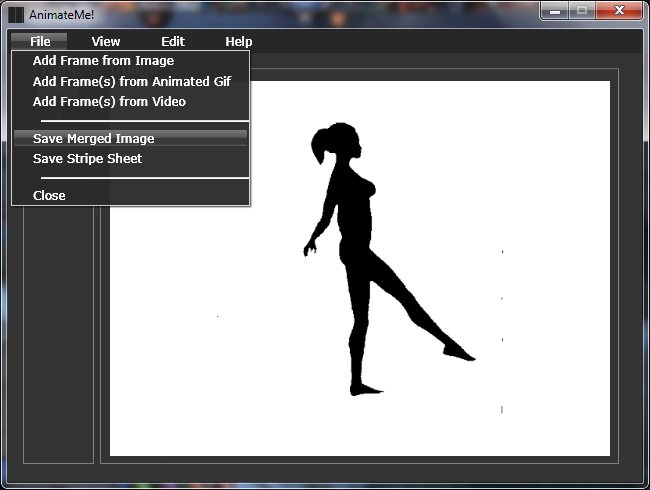 AnimateMe!
File View Edit Help
Add Frame from Image
Add Frame(s) from Animated Gif
Add Frame(s) from Video
Save Merged Image
Save Stripe Sheet
Close